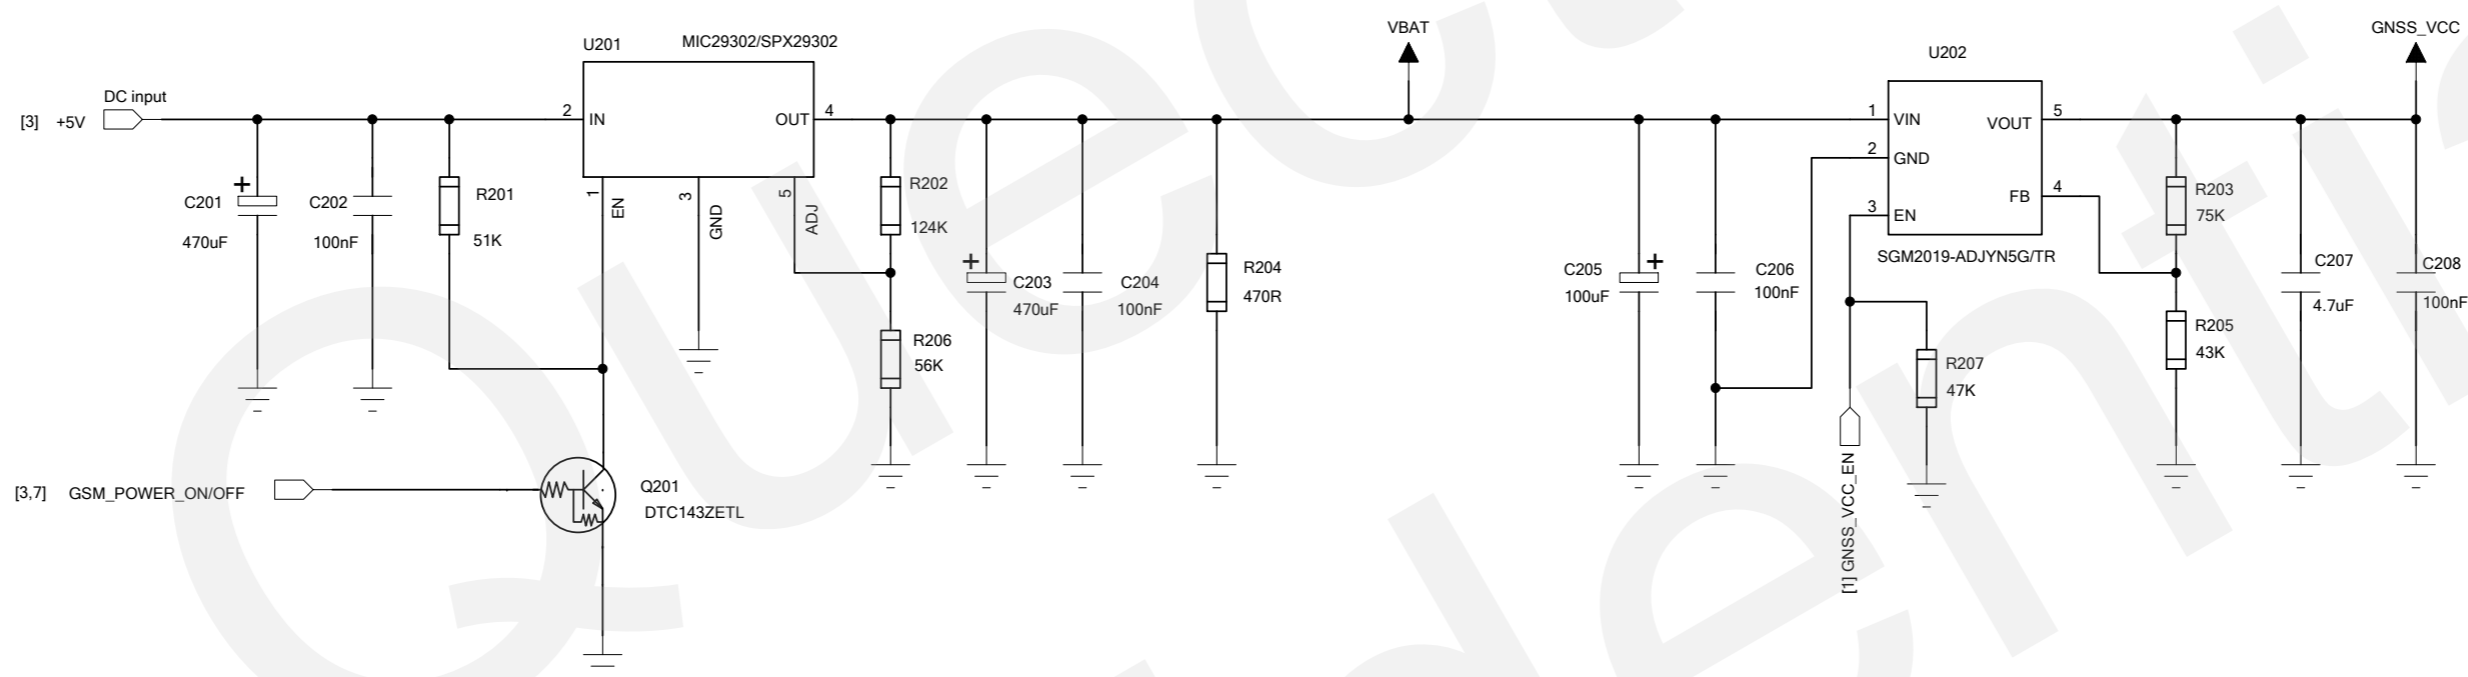 VBAT
GNSS_VCC
U201
MIC29302/SPX29302
U202
DC input
[3] +5V
2
IN
OUT
4
1
VIN
VOUT
5
2
GND
FB
4
3
EN
SGM2019-ADJYN5G/TR
1
EN
3
GND
5
ADJ
C201
470uF
C202
100nF
R201
51K
R202
124K
R206
56K
C203
470uF
C204
100nF
R204
470R
C205
100uF
C206
100nF
R207
47K
R203
75K
R205
43K
C207
4.7uF
C208
100nF
[3,7] GSM_POWER_ON/OFF
Q201
DTC143ZETL
[1] GNSS_VCC_EN
Quectel